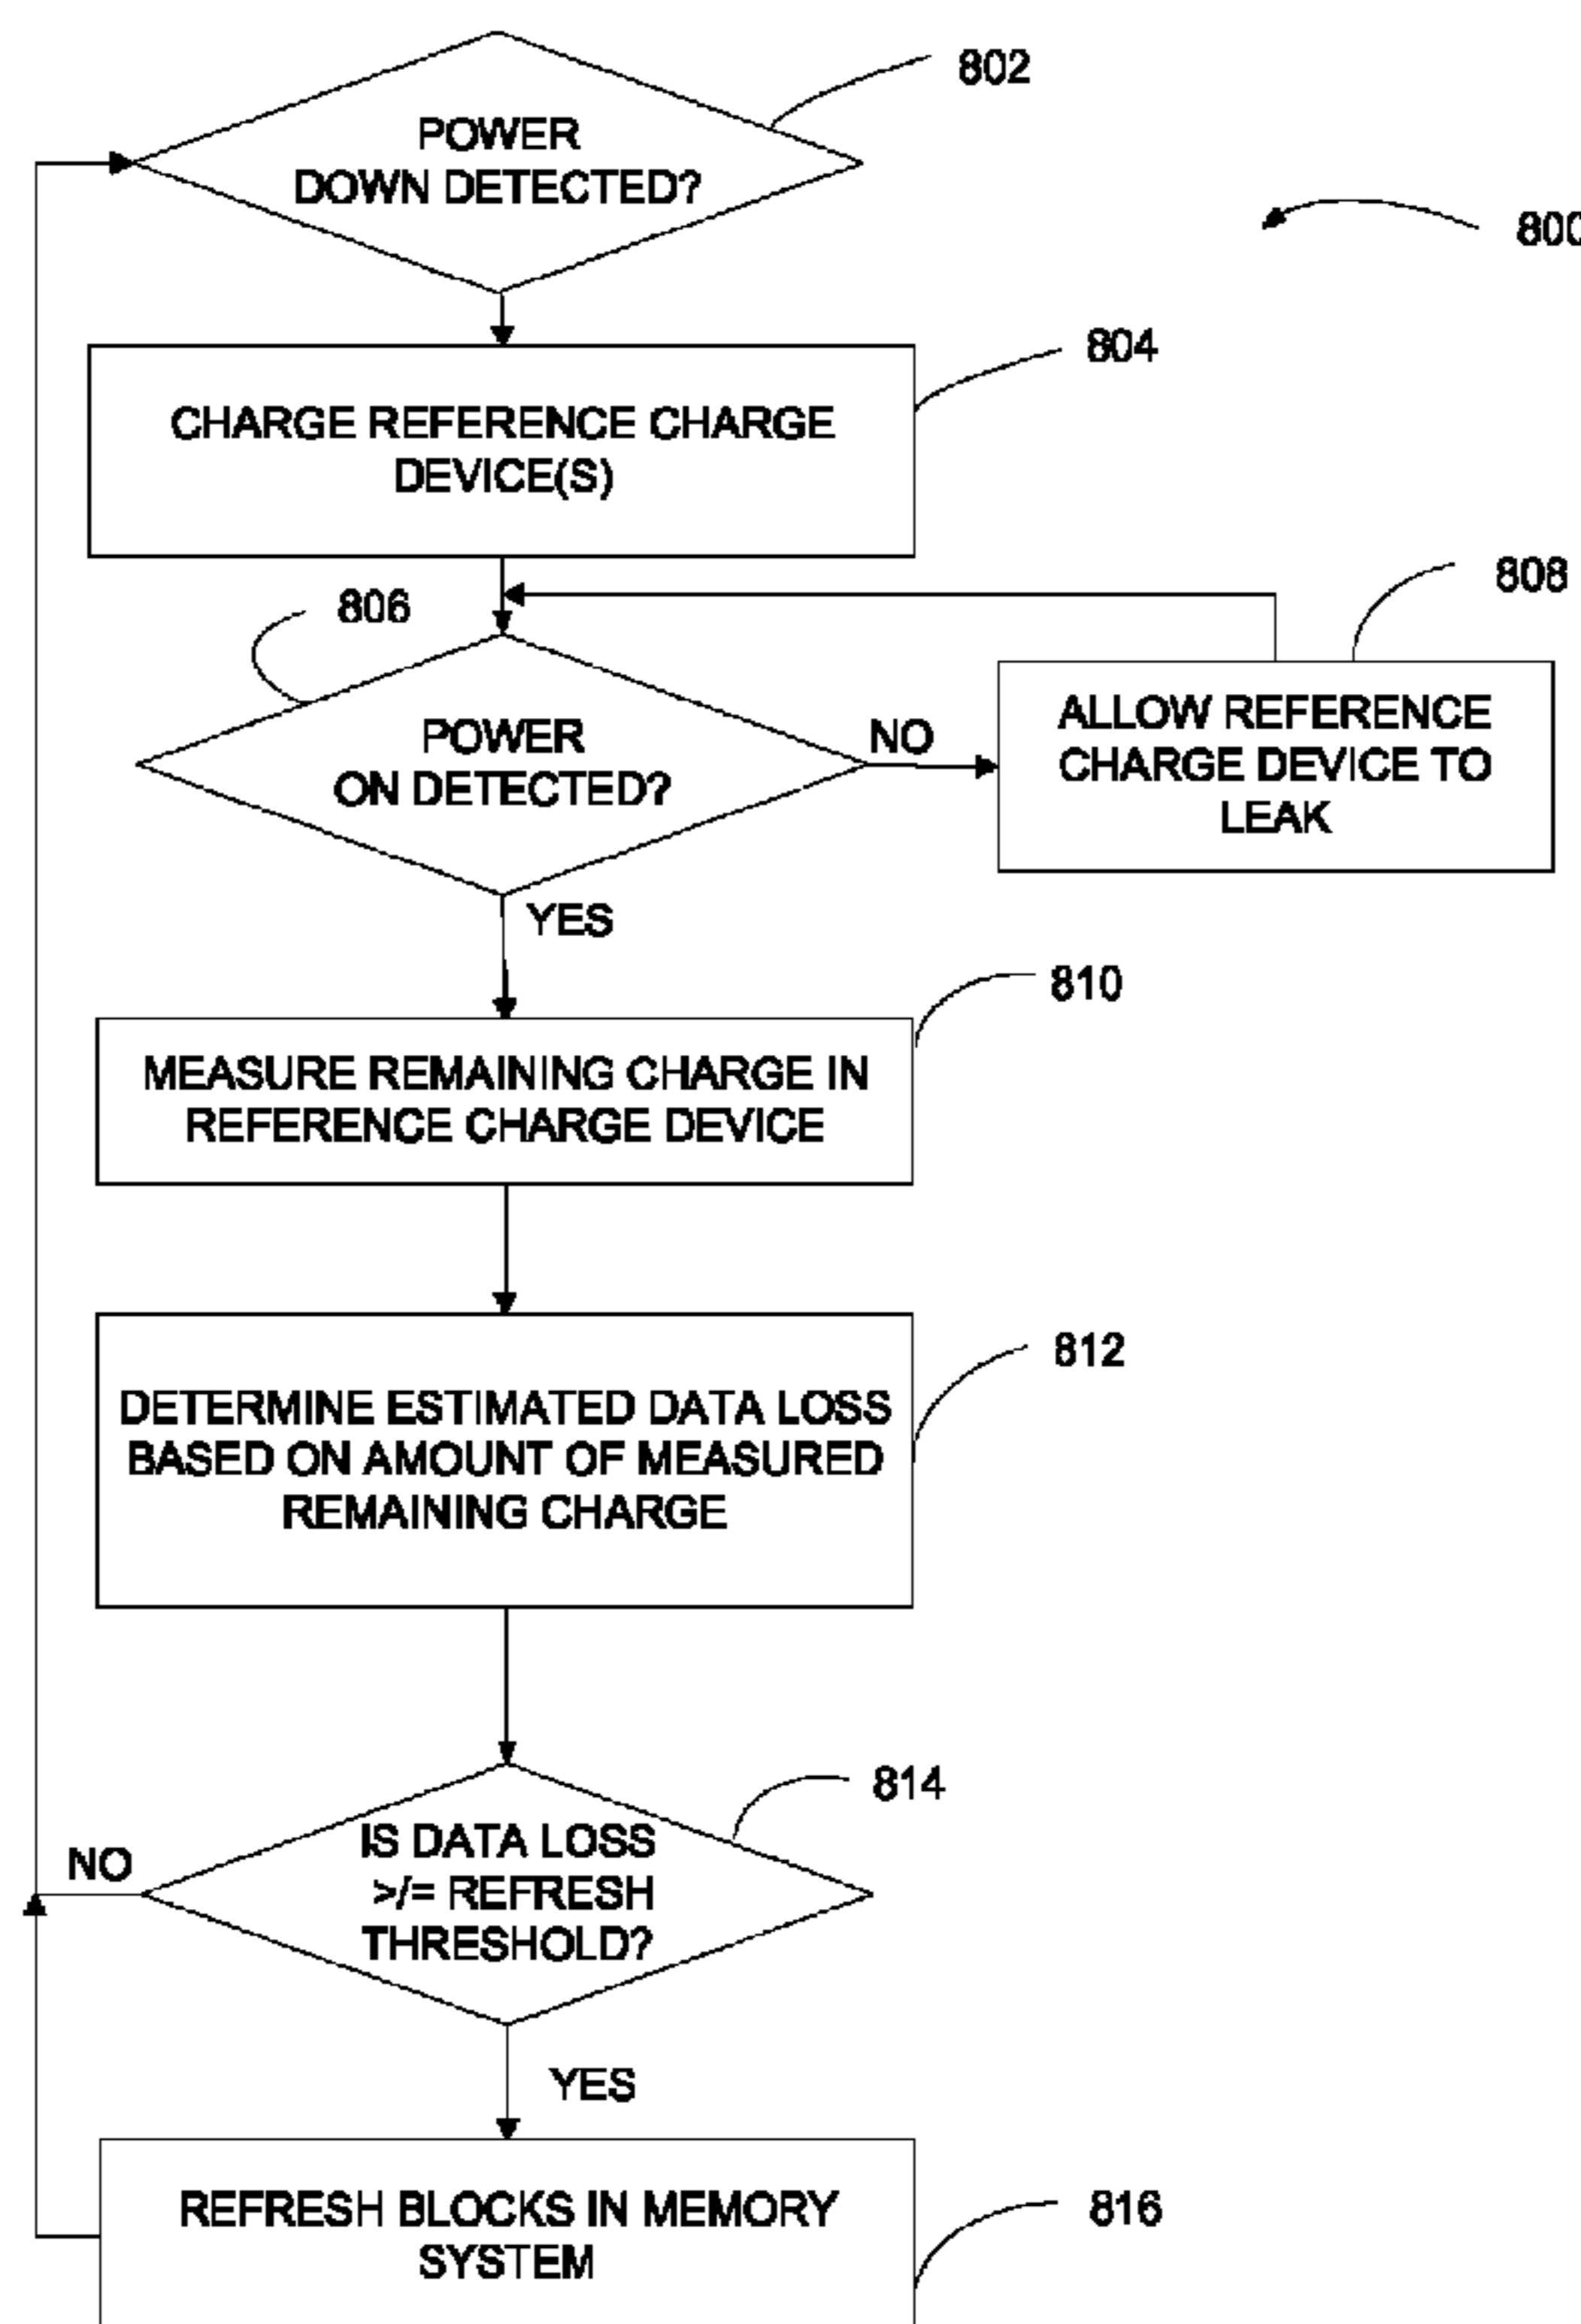 802
POWER
DOWN DETECTED?
800
804
CHARGE REFERENCE CHARGE
DEVICE(S)
808
806
ALLOW REFERENCE
CHARGE DEVICE TO
LEAK
NO
POWER
ON DETECTED?
YES
810
MEASURE REMAINING CHARGE IN
REFERENCE CHARGE DEVICE
812
DETERMINE ESTIMATED DATA LOSS
BASED ON AMOUNT OF MEASURED
REMAINING CHARGE
814
IS DATA LOSS
>/= REFRESH
THRESHOLD?
NO
YES
REFRESH BLOCKS IN MEMORY
SYSTEM
816